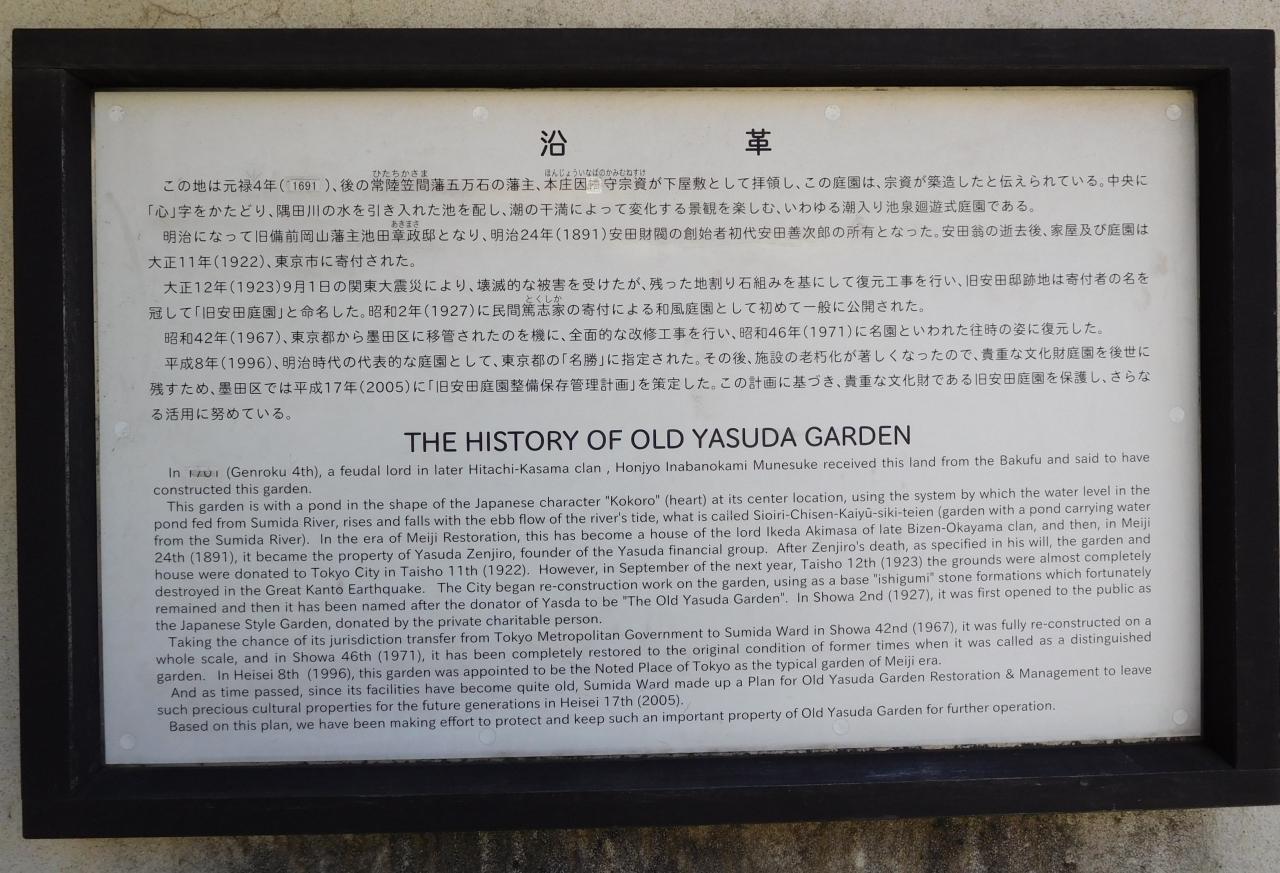 沿 革
ひたちかさま ほんじょういなばのかみむねすけ
この地は元禄4年(1691)、後の常陸笠間藩五万石の藩主、本庄因幡守宗資が下屋敷として拝領し、この庭園は、宗資が築造したと伝えられている。中央に
「心」字をかたどり、隅田川の水を引き入れた池を配し、潮の干満によって変化する景観を楽しむ、いわゆる潮入り池泉廻遊式庭園である。
あきまさ
明治になって旧備前岡山藩主池田章政邸となり、明治24年(1891)安田財閥の創始者初代安田善次郎の所有となった。安田翁の逝去後、家屋及び庭園は
大正11年(1922)、東京市に寄付された。
大正12年(1923)9月1日の関東大震災により、壊滅的な被害を受けたが、残った地割り石組みを基にして復元工事を行い、旧安田邸跡地は寄付者の名を
とくしか
冠して「旧安田庭園」と命名した。昭和2年(1927)に民間篤志家の寄付による和風庭園として初めて一般に公開された。
昭和42年(1967)、東京都から墨田区に移管されたのを機に、全面的な改修工事を行い、昭和46年(1971)に名園といわれた往時の姿に復元した。
平成8年(1996)、明治時代の代表的な庭園として、東京都の「名勝」に指定された。その後、施設の老朽化が著しくなったので、貴重な文化財庭園を後世に
残すため、墨田区では平成17年(2005)に「旧安田庭園整備保存管理計画」を策定した。この計画に基づき、貴重な文化財である旧安田庭園を保護し、さらな
る活用に努めている。
THE HISTORY OF OLD YASUDA GARDEN
In (Genroku 4th), a feudal lord in later Hitachi-Kasama clan , Honjyo Inabanokami Munesuke received this land from the Bakufu and said to have
constructed this garden.
This garden is with a pond in the shape of the Japanese character "Kokoro" (heart) at its center location, using the system by which the water level in the
pond fed from Sumida River, rises and falls with the ebb flow of the river's tide, what is called Sioiri-Chisen-Kaiyū-siki-teien (garden with a pond carrying water
from the Sumida River). In the era of Meiji Restoration, this has become a house of the lord Ikeda Akimasa of late Bizen-Okayama clan, and then, in Meiji
24th (1891), it became the property of Yasuda Zenjiro, founder of the Yasuda financial group. After Zenjiro's death, as specified in his will, the garden and
house were donated to Tokyo City in Taisho 11th (1922). However, in September of the next year, Taisho 12th (1923) the grounds were almost completely
destroyed in the Great Kanto Earthquake. The City began re-construction work on the garden, using as a base "ishigumi" stone formations which fortunately
remained and then it has been named after the donator of Yasda to be "The Old Yasuda Garden". In Showa 2nd (1927), it was first opened to the public as
the Japanese Style Garden, donated by the private charitable person.
Taking the chance of its jurisdiction transfer from Tokyo Metropolitan Government to Sumida Ward in Showa 42nd (1967), it was fully re-constructed on a
whole scale, and in Showa 46th (1971), it has been completely restored to the original condition of former times when it was called as a distinguished
garden. In Heisei 8th (1996), this garden was appointed to be the Noted Place of Tokyo as the typical garden of Meiji era.
And as time passed, since its facilities have become quite old, Sumida Ward made up a Plan for Old Yasuda Garden Restoration & Management to leave
such precious cultural properties for the future generations in Heisei 17th (2005).
Based on this plan, we have been making effort to protect and keep such an important property of Old Yasuda Garden for further operation.